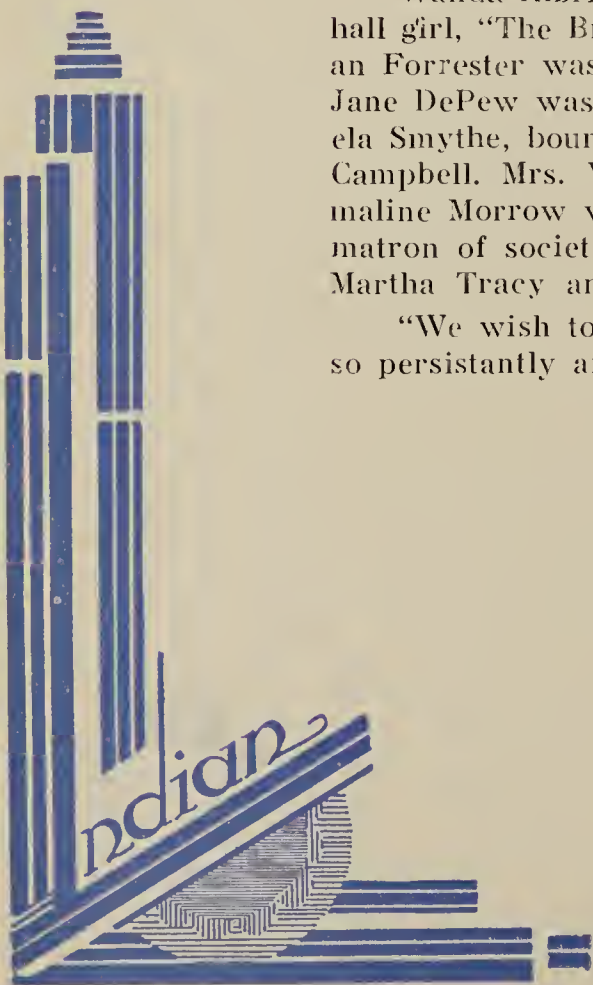 hall girl, "The Br
an Forrester was
Jane DePew was
ela Smythe, bour
Campbell. Mrs. V
maline Morrow v
matron of societ
Martha Tracy an
"We wish to
so persistantly a
ndian